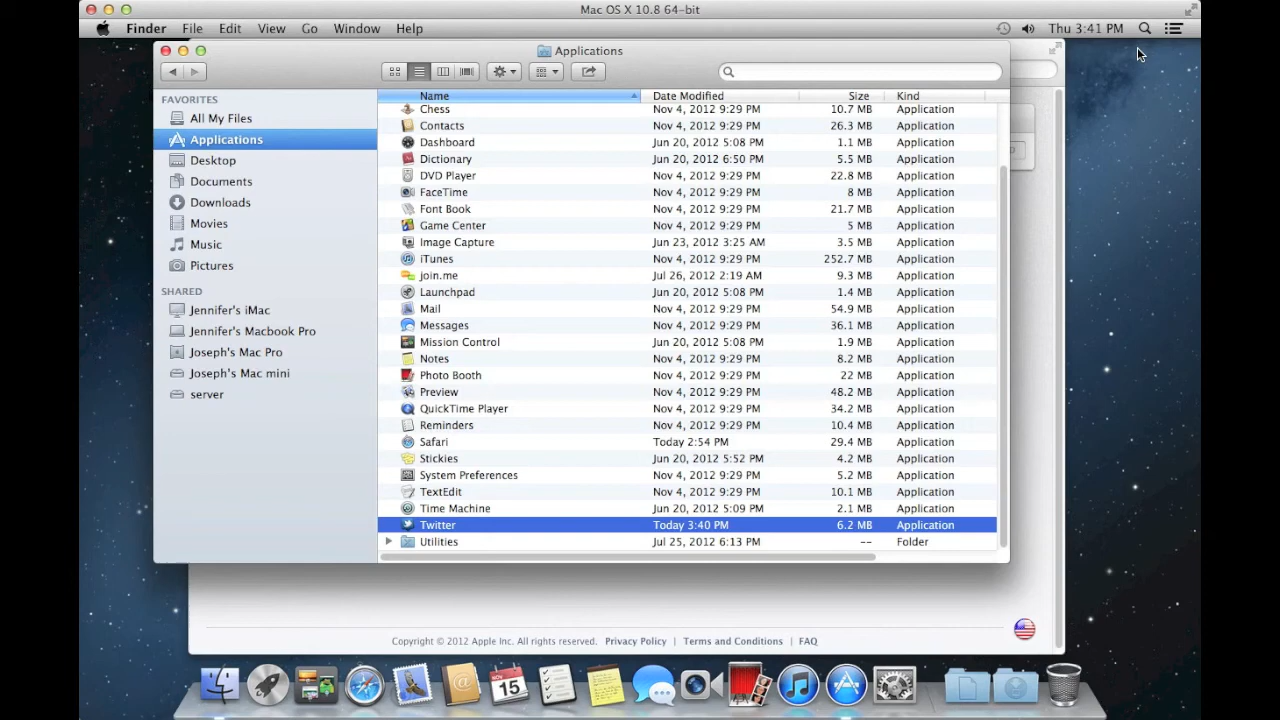 Mac OS X 10.8 64-bit
Finder File Edit View Go Window Help Thu 3:41 PM
Applications
FAVORITES
All My Files
Applications
Desktop
Documents
Downloads
Movies
Music
Pictures
SHARED
Jennifer's iMac
Jennifer's Macbook Pro
Joseph's Mac Pro
Joseph's Mac mini
server
Name Date Modified Size Kind
Chess Nov 4, 2012 9:29 PM 10.7 MB Application
Contacts Nov 4, 2012 9:29 PM 26.3 MB Application
Dashboard Jun 20, 2012 5:08 PM 1.1 MB Application
Dictionary Jun 20, 2012 6:50 PM 5.5 MB Application
DVD Player Nov 4, 2012 9:29 PM 22.8 MB Application
FaceTime Nov 4, 2012 9:29 PM 8 MB Application
Font Book Nov 4, 2012 9:29 PM 21.7 MB Application
Game Center Nov 4, 2012 9:29 PM 5 MB Application
Image Capture Jun 23, 2012 3:25 AM 3.5 MB Application
iTunes Nov 4, 2012 9:29 PM 252.7 MB Application
join.me Jul 26, 2012 2:19 AM 9.3 MB Application
Launchpad Jun 20, 2012 5:08 PM 1.4 MB Application
Mail Nov 4, 2012 9:29 PM 54.9 MB Application
Messages Nov 4, 2012 9:29 PM 36.1 MB Application
Mission Control Jun 20, 2012 5:08 PM 1.9 MB Application
Notes Nov 4, 2012 9:29 PM 8.2 MB Application
Photo Booth Nov 4, 2012 9:29 PM 22 MB Application
Preview Nov 4, 2012 9:29 PM 48.2 MB Application
QuickTime Player Nov 4, 2012 9:29 PM 34.2 MB Application
Reminders Nov 4, 2012 9:29 PM 10.4 MB Application
Safari Today 2:54 PM 29.4 MB Application
Stickies Jun 20, 2012 5:52 PM 4.2 MB Application
System Preferences Nov 4, 2012 9:29 PM 5.2 MB Application
TextEdit Nov 4, 2012 9:29 PM 10.1 MB Application
Time Machine Jun 20, 2012 5:09 PM 2.1 MB Application
Twitter Today 3:40 PM 6.2 MB Application
Utilities Jul 25, 2012 6:13 PM -- Folder
Copyright © 2012 Apple Inc. All rights reserved. Privacy Policy | Terms and Conditions | FAQ
NOV
15